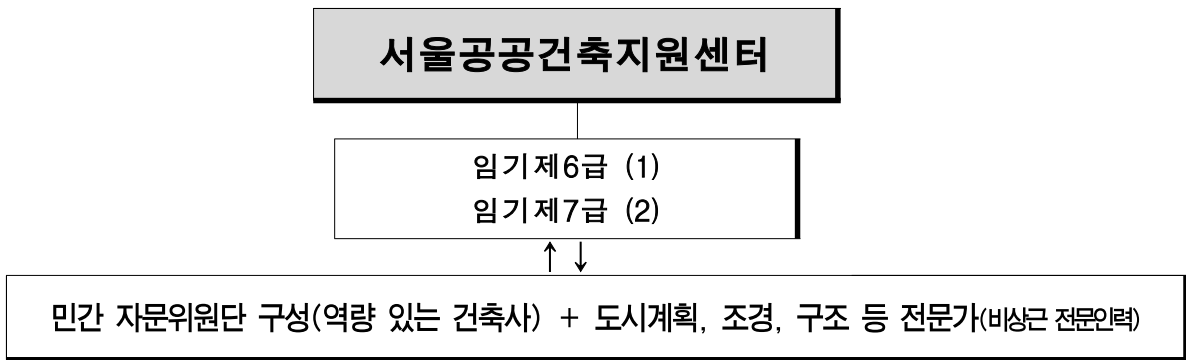 서울공공건축지원센터
임기제6급 (1)
임기제7급 (2)
민간 자문위원단 구성(역량 있는 건축사) + 도시계획, 조경, 구조 등 전문가(비상근 전문인력)